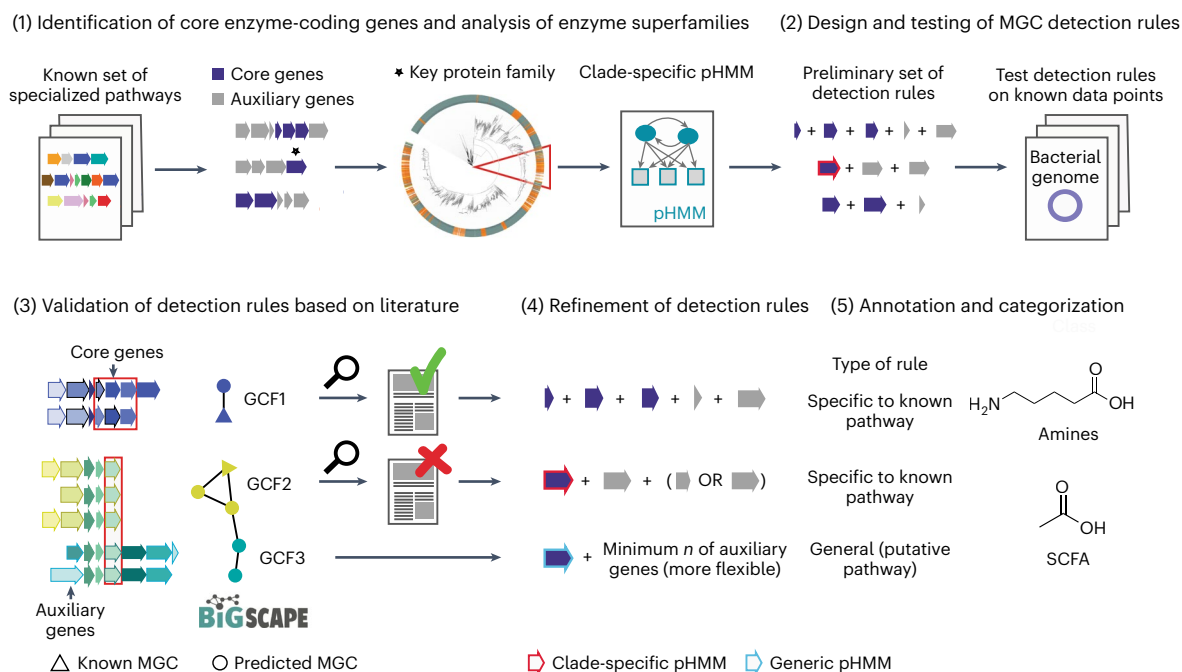 (1) Identification of core enzyme-coding genes and analysis of enzyme superfamilies
(2) Design and testing of MGC detection rules
Known set of
specialized pathways
Core genes
Auxiliary genes
Key protein family
Clade-specific pHMM
pHMM
Preliminary set of
detection rules
+ + + +
+ +
+ +
Test detection rules
on known data points
Bacterial
genome
(3) Validation of detection rules based on literature
(4) Refinement of detection rules
(5) Annotation and categorization
Core genes
GCF1
GCF2
GCF3
Auxiliary
genes
BiGSCAPE
+ + + +
+ + ( OR )
+ Minimum n of auxiliary
genes (more flexible)
Type of rule
Specific to known
pathway
Specific to known
pathway
General (putative
pathway)
H2N
O
OH
Amines
O
OH
SCFA
Known MGC
Predicted MGC
Clade-specific pHMM
Generic pHMM